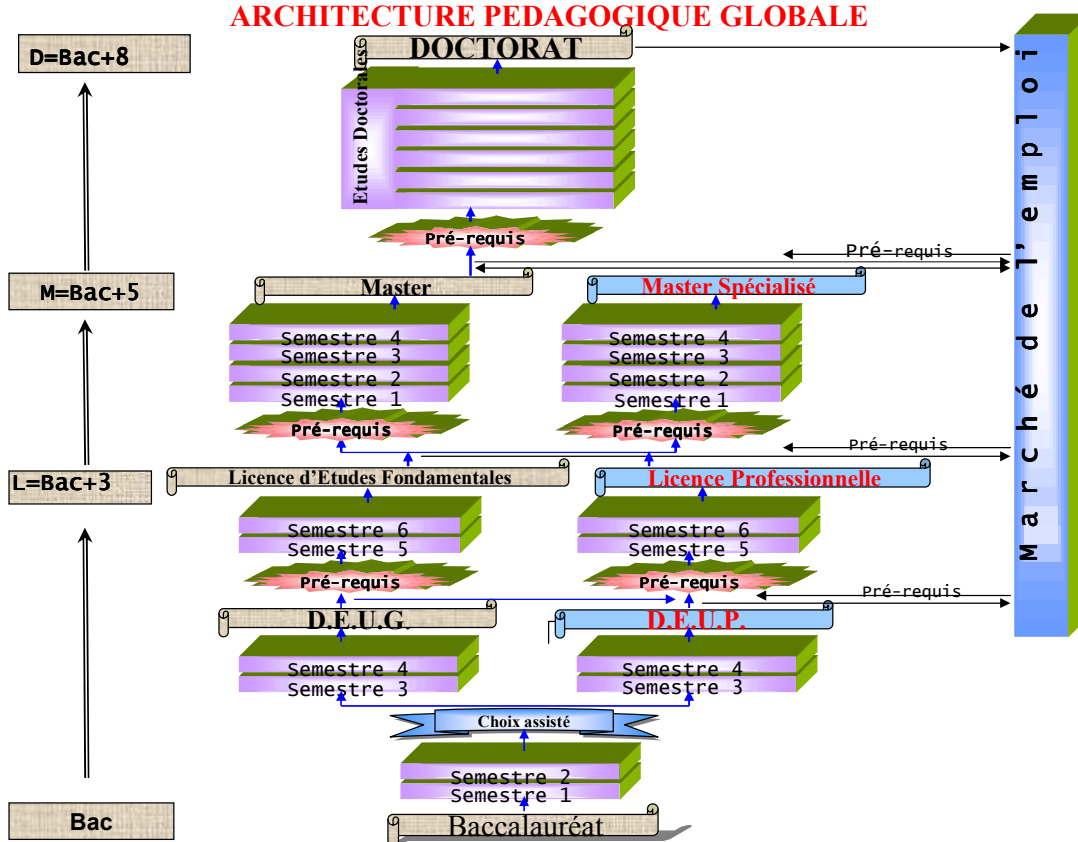 ARCHITECTURE PEDAGOGIQUE GLOBALE
D=Bac+8
DOCTORAT
Etudes Doctorales
Marché de l'emploi
Pré-requis
Pré-requis
M=Bac+5
Master
Master Spécialisé
Semestre 4
Semestre 3
Semestre 2
Semestre 1
Semestre 4
Semestre 3
Semestre 2
Semestre 1
Pré-requis
Pré-requis
Pré-requis
L=Bac+3
Licence d'Etudes Fondamentales
Licence Professionnelle
Semestre 6
Semestre 5
Semestre 6
Semestre 5
Pré-requis
Pré-requis
Pré-requis
D.E.U.G.
D.E.U.P.
Semestre 4
Semestre 3
Semestre 4
Semestre 3
Choix assisté
Semestre 2
Semestre 1
Bac
Baccalauréat